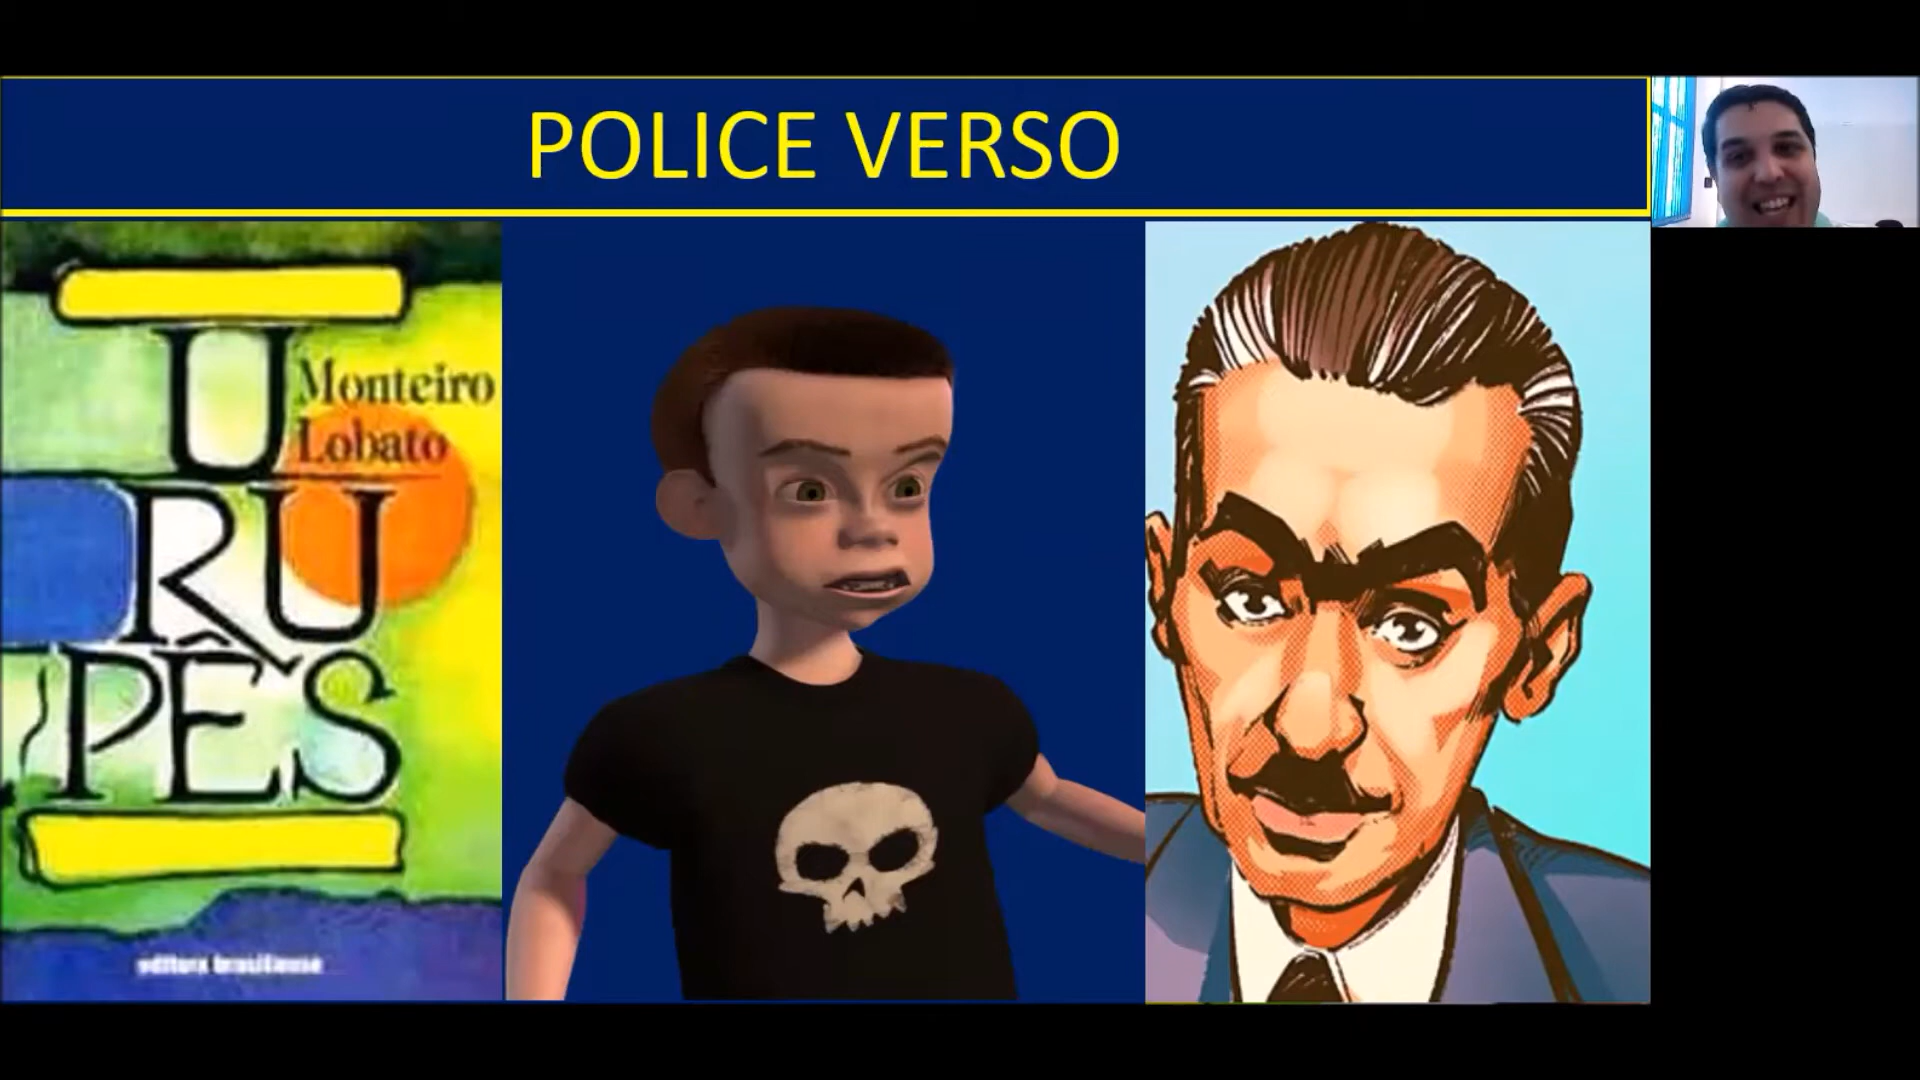 POLICE VERSO
U
Monteiro
Lobato
RU
PÊS
editora brasiliense